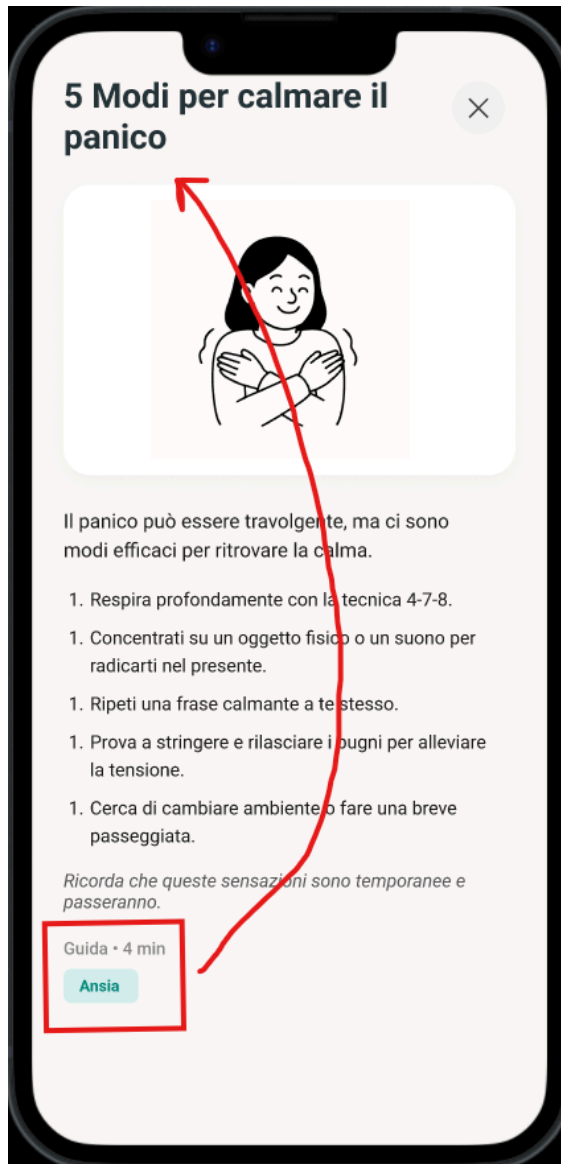 5 Modi per calmare il
panico
Il panico può essere travolgente, ma ci sono
modi efficaci per ritrovare la calma.
1. Respira profondamente con la tecnica 4-7-8.
1. Concentrati su un oggetto fisico o un suono per
radicarti nel presente.
1. Ripeti una frase calmante a te stesso.
1. Prova a stringere e rilasciare i pugni per alleviare
la tensione.
1. Cerca di cambiare ambiente o fare una breve
passeggiata.
Ricorda che queste sensazioni sono temporanee e
passeranno.
Guida • 4 min
Ansia